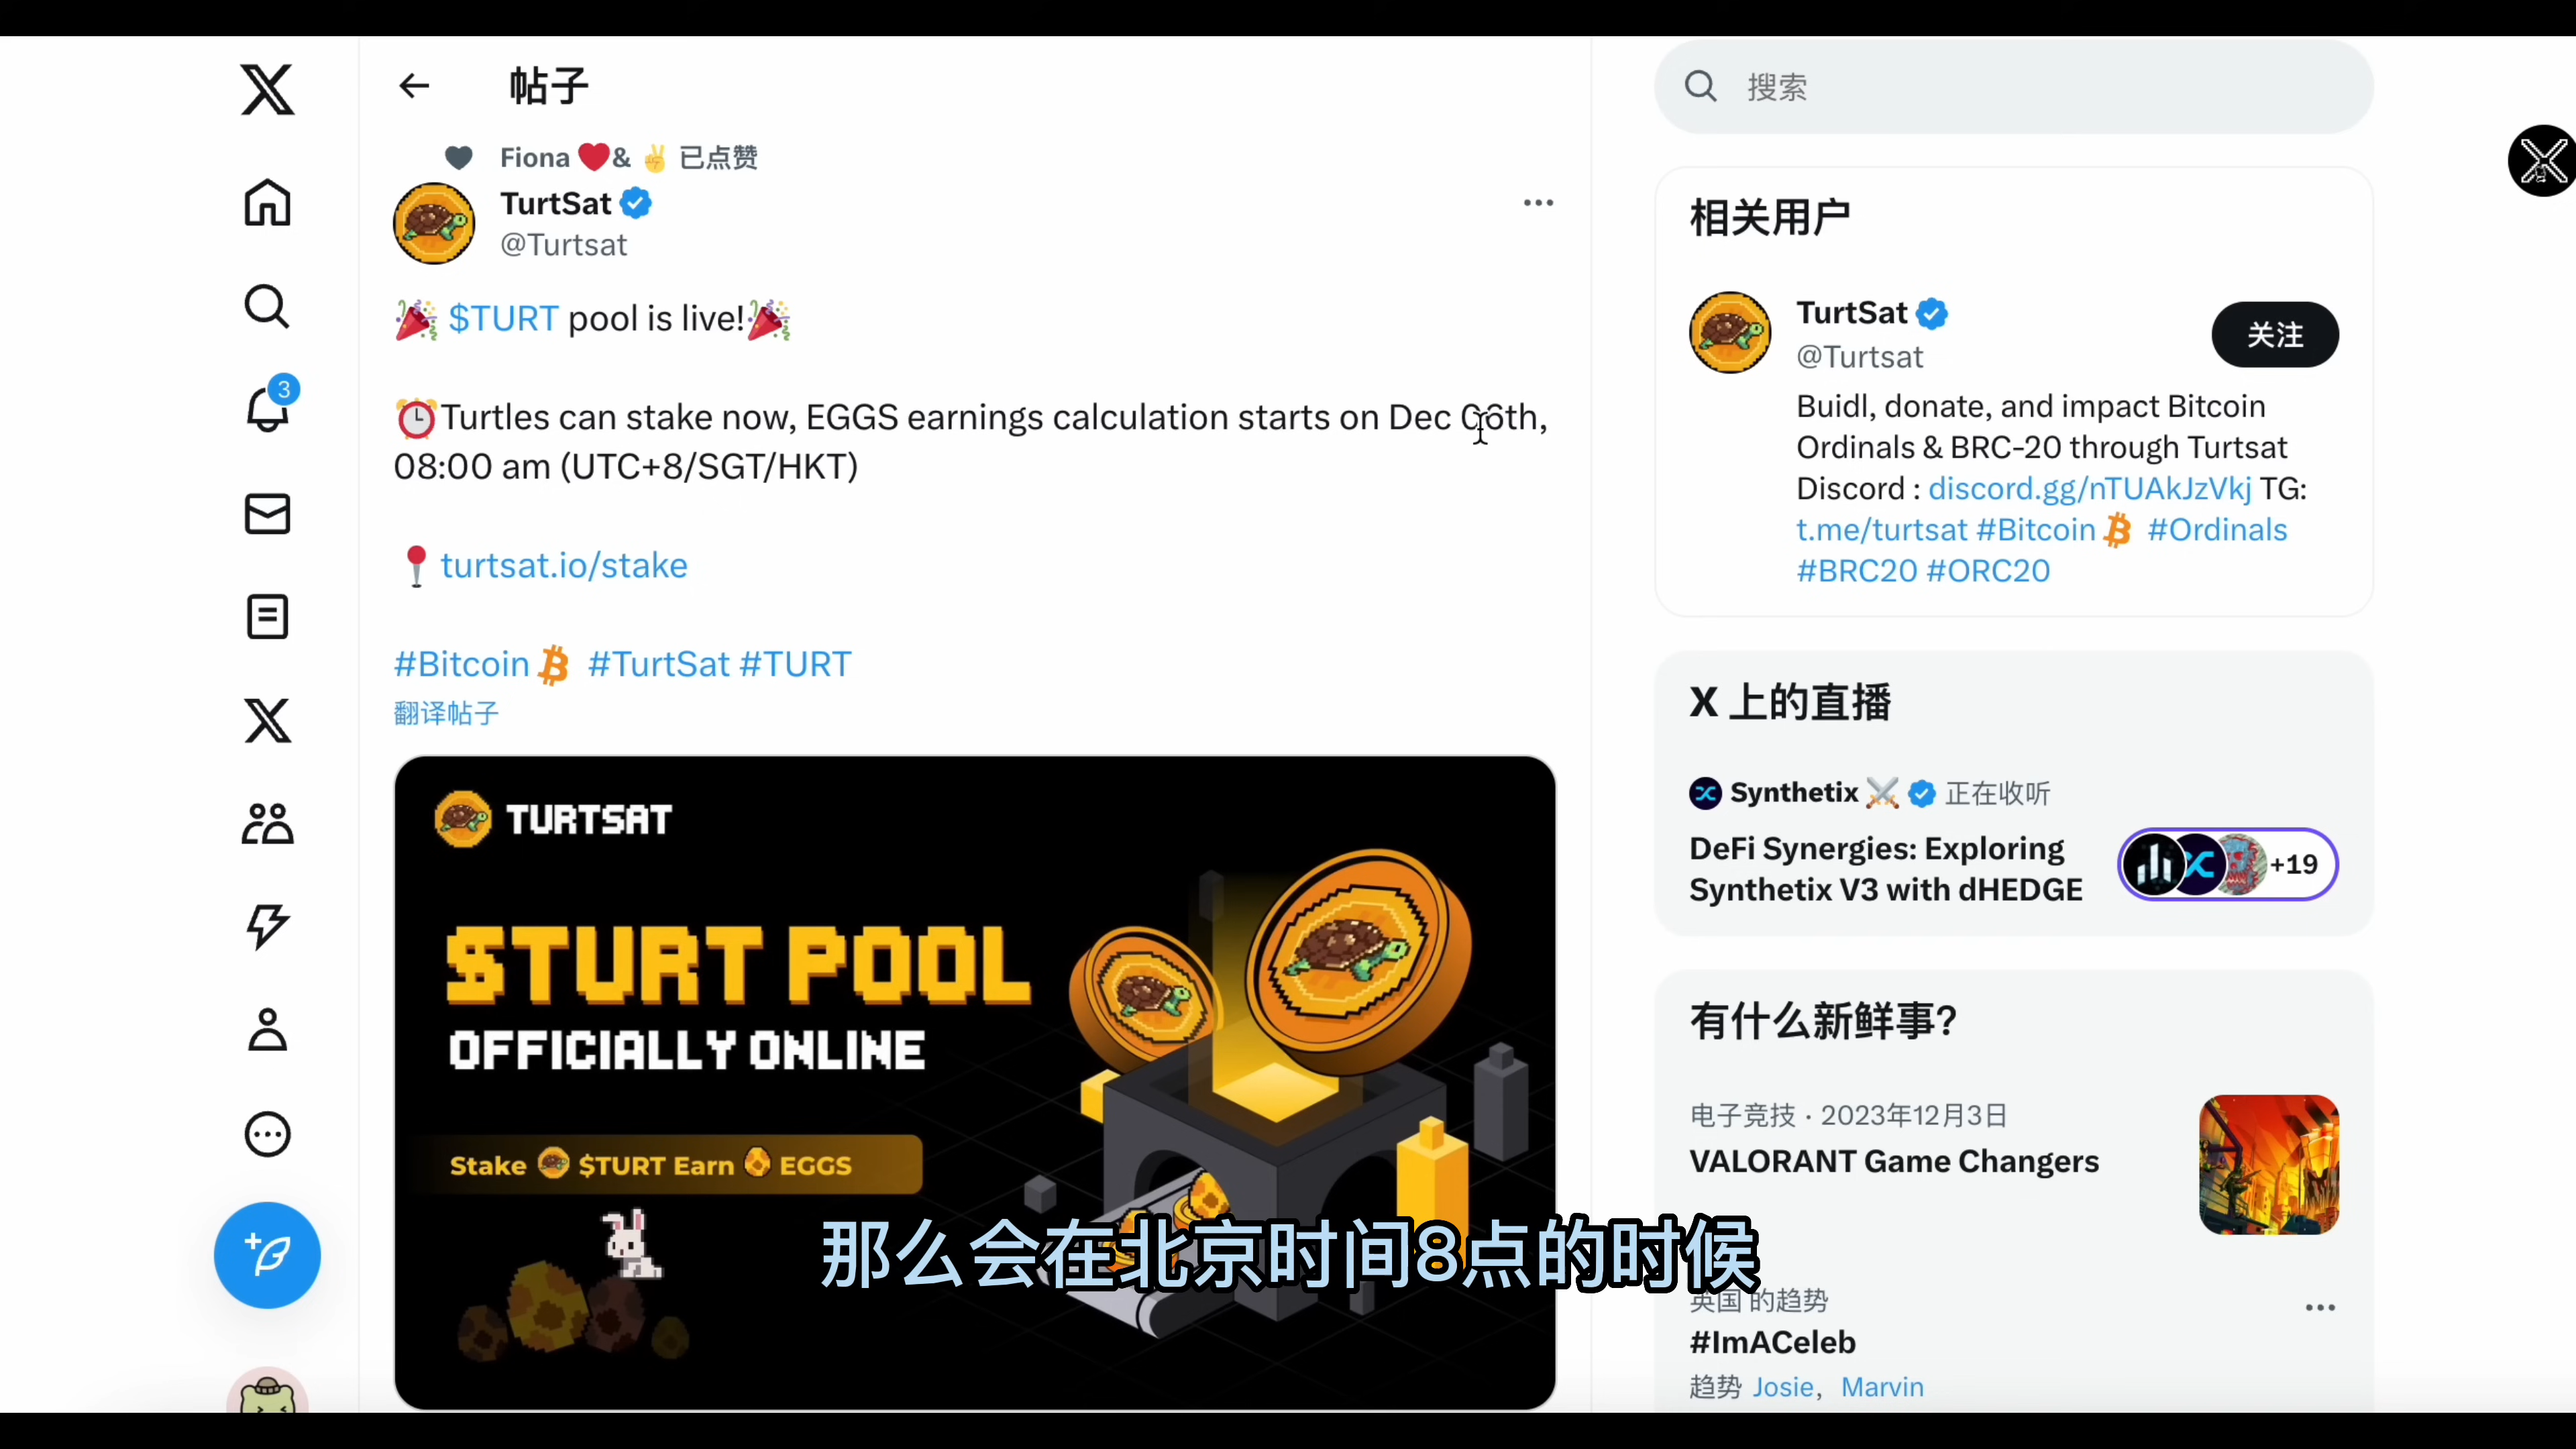 帖子
Fiona ❤️& ✌️ 已点赞
TurtSat
@Turtsat
🎉 $TURT pool is live!🎉
⏰Turtles can stake now, EGGS earnings calculation starts on Dec 06th,
08:00 am (UTC+8/SGT/HKT)
📍turtsat.io/stake
#Bitcoin #TurtSat #TURT
翻译帖子
TURTSAT
$TURT POOL
OFFICIALLY ONLINE
Stake $TURT Earn EGGS
那么会在北京时间8点的时候
3
搜索
相关用户
TurtSat
@Turtsat
关注
Buidl, donate, and impact Bitcoin
Ordinals & BRC-20 through Turtsat
Discord : discord.gg/nTUAkJzVkj TG:
t.me/turtsat #Bitcoin #Ordinals
#BRC20 #ORC20
X 上的直播
Synthetix ⚔️ 正在收听
DeFi Synergies: Exploring
Synthetix V3 with dHEDGE
+19
有什么新鲜事?
电子竞技 · 2023年12月3日
VALORANT Game Changers
英国 的趋势
#ImACeleb
趋势 Josie, Marvin